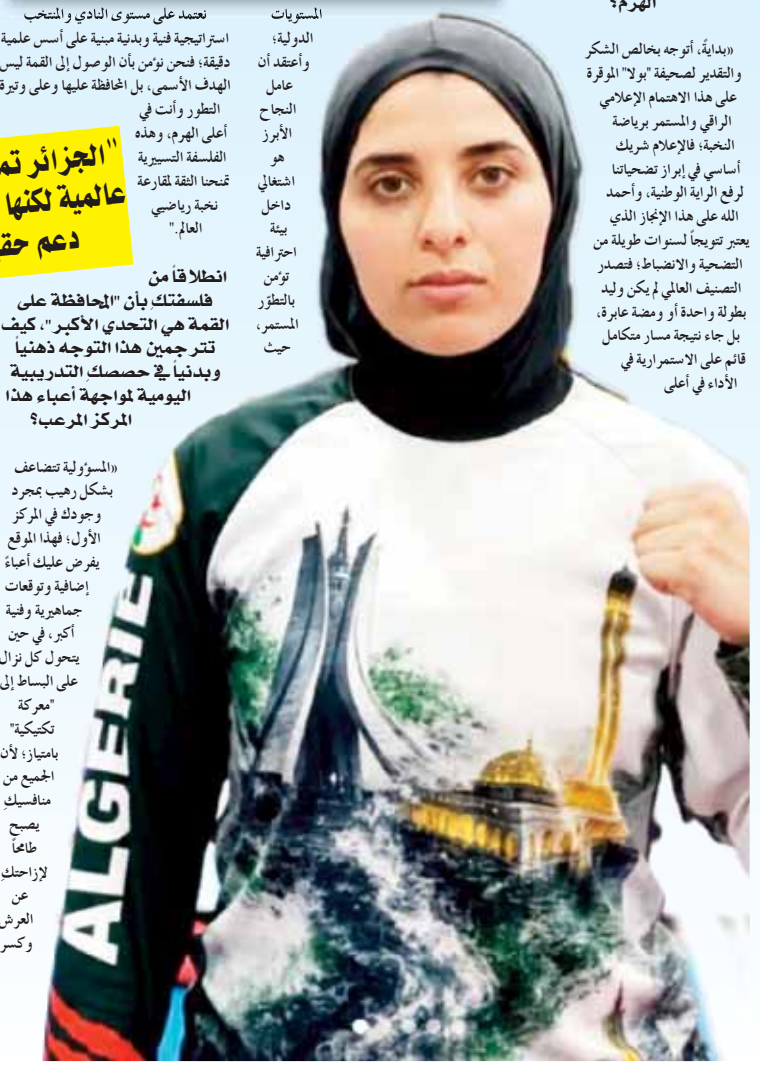 الهرم؟
«بدايةً، أتوجه بخالص الشكر
والتقدير لصحيفة "بولا" الموقرة
على هذا الاهتمام الإعلامي
الراقي والمستمر برياضة
النخبة؛ فالإعلام شريك
أساسي في إبراز تضحياتنا
لرفع الراية الوطنية، وأحمد
الله على هذا الإنجاز الذي
يعتبر تتويجاً لسنوات طويلة من
التضحية والانضباط؛ فتصدر
التصنيف العالمي لم يكن وليد
بطولة واحدة أو ومضة عابرة،
بل جاء نتيجة مسار متكامل
قائم على الاستمرارية في
الأداء في أعلى
المستويات
الدولية؛
وأعتقد أن
عامل
النجاح
الأبرز
هو
اشتغالي
داخل
بيئة
احترافية
تؤمن
بالتطوّر
المستمر،
حيث
نعتمد على مستوى النادي والمنتخب
استراتيجية فنية وبدنية مبنية على أسس علمية
دقيقة؛ فنحن نؤمن بأن الوصول إلى القمة ليس
الهدف الأسمى، بل المحافظة عليها وعلى وتيرة
التطور وأنت في
أعلى الهرم، وهذه
الفلسفة التسييرية
تمنحنا الثقة لمقارعة
نخبة رياضيي
العالم."
"الجزائر
عالمية لكنها
دعم
انطلاقاً من
فلسفتكِ بأن "المحافظة على
القمة هي التحدي الأكبر"، كيف
تترجمين هذا التوجه ذهنياً
وبدنياً في حصصكِ التدريبية
اليومية لمواجهة أعباء هذا
المركز المرعب؟
«المسؤولية تتضاعف
بشكل رهيب بمجرد
وجودك في المركز
الأول؛ فهذا الموقع
يفرض عليك أعباءً
إضافية وتوقعات
جماهيرية وفنية
أكبر، في حين
يتحول كل نزال
على البساط إلى
"معركة
تكتيكية"
بامتياز؛ لأن
الجميع من
منافسيكِ
يصبح
طامحاً
لإزاحتكِ
عن
العرش
وكسر
ALGERIE